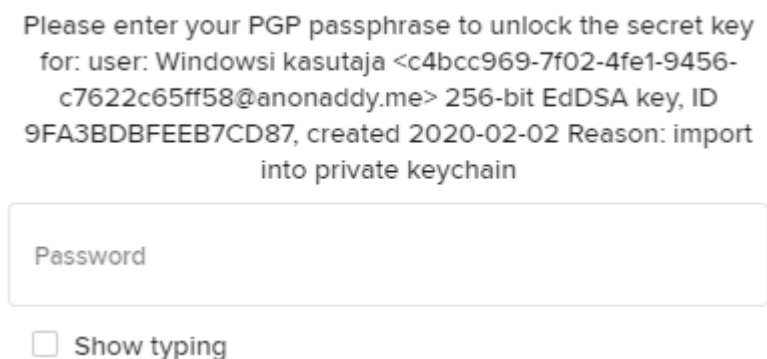 Please enter your PGP passphrase to unlock the secret key
for: user: Windowsi kasutaja <c4bcc969-7f02-4fe1-9456-
c7622c65ff58@anonaddy.me> 256-bit EdDSA key, ID
9FA3BDBFEEB7CD87, created 2020-02-02 Reason: import
into private keychain
Password
Show typing